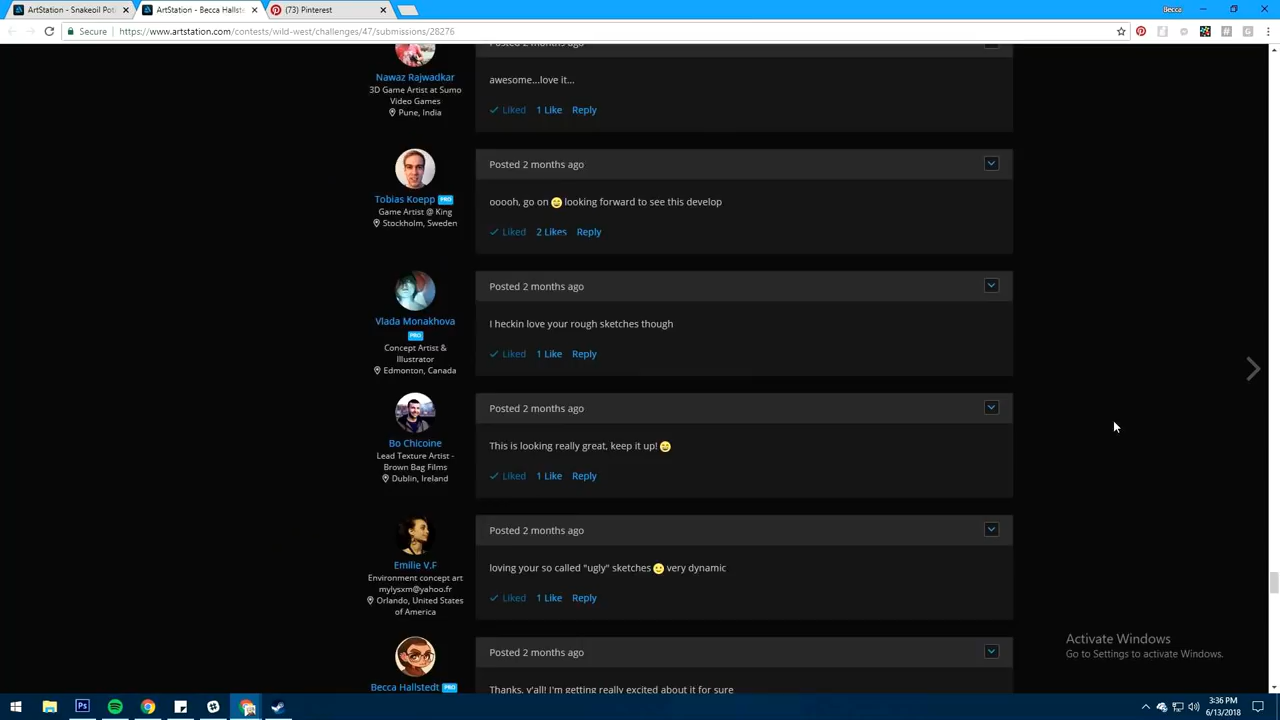 ArtStation - Snakeoil Pot
ArtStation - Becca Hallst
(73) Pinterest
Becca
Secure
https://www.artstation.com/contests/wild-west/challenges/47/submissions/28276
Posted 2 months ago
Nawaz Rajwadkar
3D Game Artist at Sumo
Video Games
Pune, India
awesome...love it...
Liked 1 Like Reply
Tobias Koepp PRO
Game Artist @ King
Stockholm, Sweden
Posted 2 months ago
ooooh, go on looking forward to see this develop
Liked 2 Likes Reply
Vlada Monakhova
PRO
Concept Artist &
Illustrator
Edmonton, Canada
Posted 2 months ago
I heckin love your rough sketches though
Liked 1 Like Reply
Bo Chicoine
Lead Texture Artist -
Brown Bag Films
Dublin, Ireland
Posted 2 months ago
This is looking really great, keep it up!
Liked 1 Like Reply
Emilie V.F
Environment concept art
mylysxm@yahoo.fr
Orlando, United States
of America
Posted 2 months ago
loving your so called "ugly" sketches very dynamic
Liked 1 Like Reply
Becca Hallstedt PRO
Posted 2 months ago
Thanks, y'all! I'm getting really excited about it for sure
Activate Windows
Go to Settings to activate Windows.
Ps
3:36 PM
6/13/2018